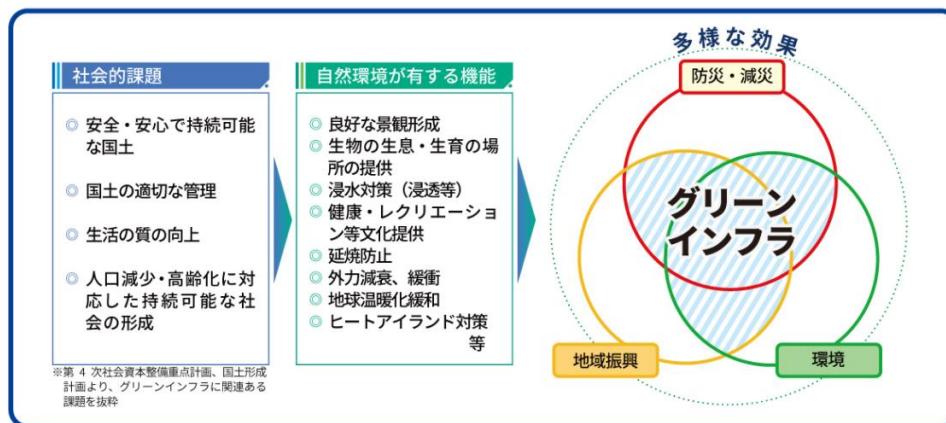 社会的課題
◎ 安全・安心で持続可能
な国土
◎ 国土の適切な管理
◎ 生活の質の向上
◎ 人口減少・高齢化に対
応した持続可能な社
会の形成
※第 4 次社会資本整備重点計画、国土形成
計画より、グリーンインフラに関連ある
課題を抜粋
自然環境が有する機能
◎ 良好な景観形成
◎ 生物の生息・生育の場
所の提供
◎ 浸水対策（浸透等）
◎ 健康・レクリエーショ
ン等文化提供
◎ 延焼防止
◎ 外力減衰、緩衝
◎ 地球温暖化緩和
◎ ヒートアイランド対策
等
多様な効果
防災・減災
グリーン
インフラ
地域振興
環境